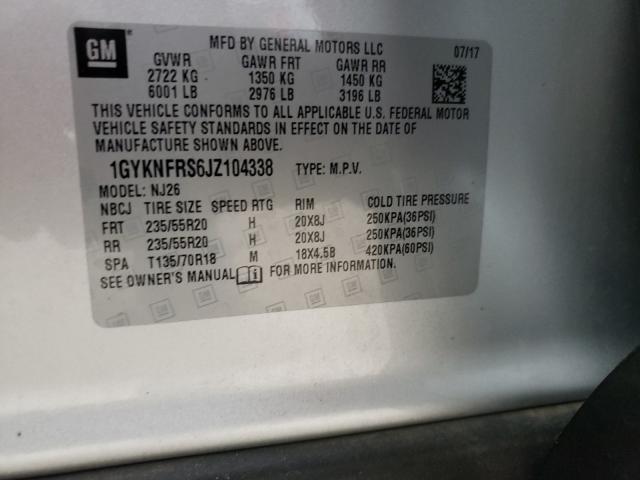 GM
MFD BY GENERAL MOTORS LLC 07/17
GVWR GAWR FRT GAWR RR
2722 KG 1350 KG 1450 KG
6001 LB 2976 LB 3196 LB
THIS VEHICLE CONFORMS TO ALL APPLICABLE U.S. FEDERAL MOTOR
VEHICLE SAFETY STANDARDS IN EFFECT ON THE DATE OF
MANUFACTURE SHOWN ABOVE.
1GYKNFRS6JZ104338 TYPE: M.P.V.
MODEL: NJ26
NBCJ TIRE SIZE SPEED RTG RIM COLD TIRE PRESSURE
FRT 235/55R20 H 20X8J 250KPA(36PSI)
RR 235/55R20 H 20X8J 250KPA(36PSI)
SPA T135/70R18 M 18X4.5B 420KPA(60PSI)
SEE OWNER'S MANUAL FOR MORE INFORMATION.